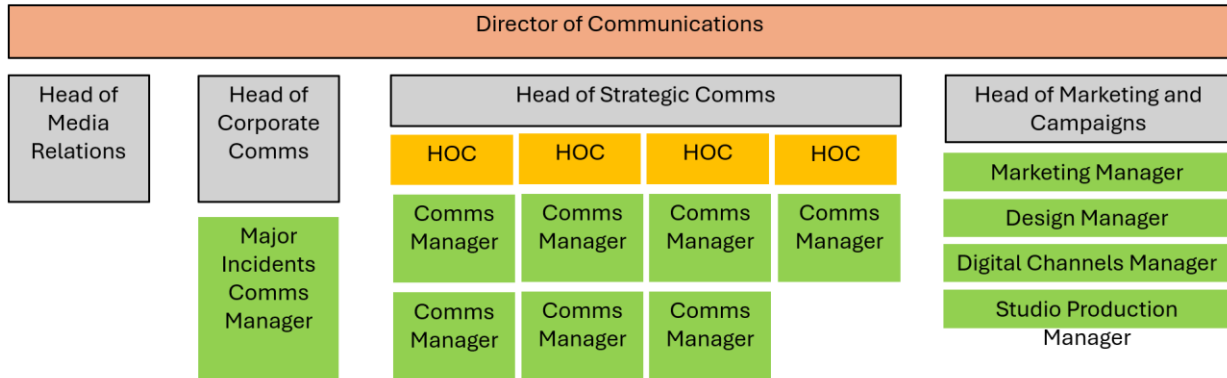 Director of Communications
Head of
Media
Relations
Head of
Corporate
Comms
Major
Incidents
Comms
Manager
Head of Strategic Comms
HOC
HOC
HOC
HOC
Comms
Manager
Comms
Manager
Comms
Manager
Comms
Manager
Comms
Manager
Comms
Manager
Comms
Manager
Head of Marketing and
Campaigns
Marketing Manager
Design Manager
Digital Channels Manager
Studio Production
Manager